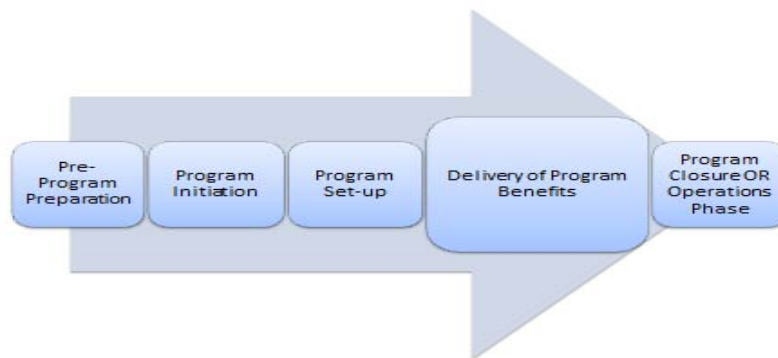 Pre-
Program
Preparation
Program
Initiation
Program
Set-up
Delivery of Program
Benefits
Program
Closure OR
Operations
Phase